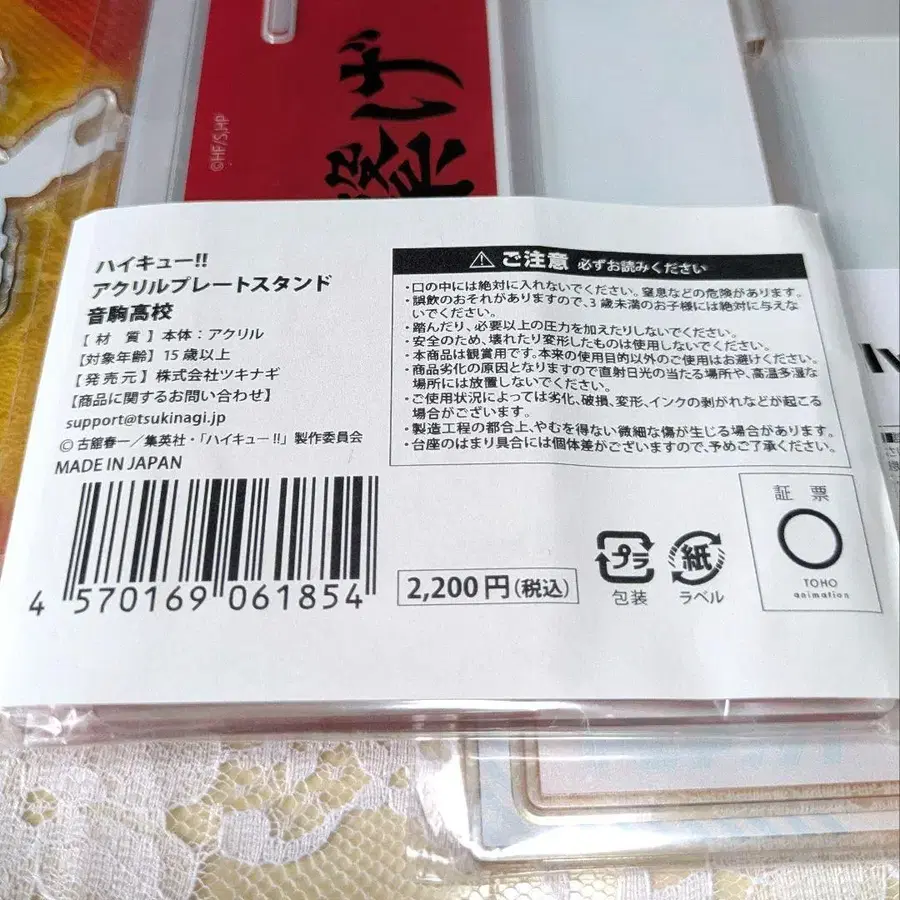 ©HF/S,HP
繋げ
ハイキュー!!
アクリルプレートスタンド
音駒高校
【 材　質 】本体：アクリル
【対象年齢】15歳以上
【 発 売 元 】株式会社ツキナギ
【商品に関するお問い合わせ】
support@tsukinagi.jp
© 古舘春一／集英社・「ハイキュー!!」製作委員会
MADE IN JAPAN
4 570169 061854
⚠ ご注意 必ずお読みください
・口の中には絶対に入れないでください。窒息などの危険があります。
・誤飲のおそれがありますので、3歳未満のお子様には絶対に与えな
いでください。
・踏んだり、必要以上の圧力を加えたりしないでください。
・安全のため、壊れたり変形したものは使用しないでください。
・本商品は観賞用です。本来の使用目的以外のご使用はお避けください。
・商品劣化の原因となりますので直射日光の当たる場所や、高温多湿な
場所には放置しないでください。
・ご使用状況によっては劣化、破損、変形、インクの剥がれなどが起こる
場合がございます。
・製造工程の都合上、やむを得ない微細な傷が生じる場合があります。
・台座のはまり具合には個体差がございますので、予めご了承ください。
2,200円(税込)
プラ
包装
紙
ラベル
証 票
TOHO
animation